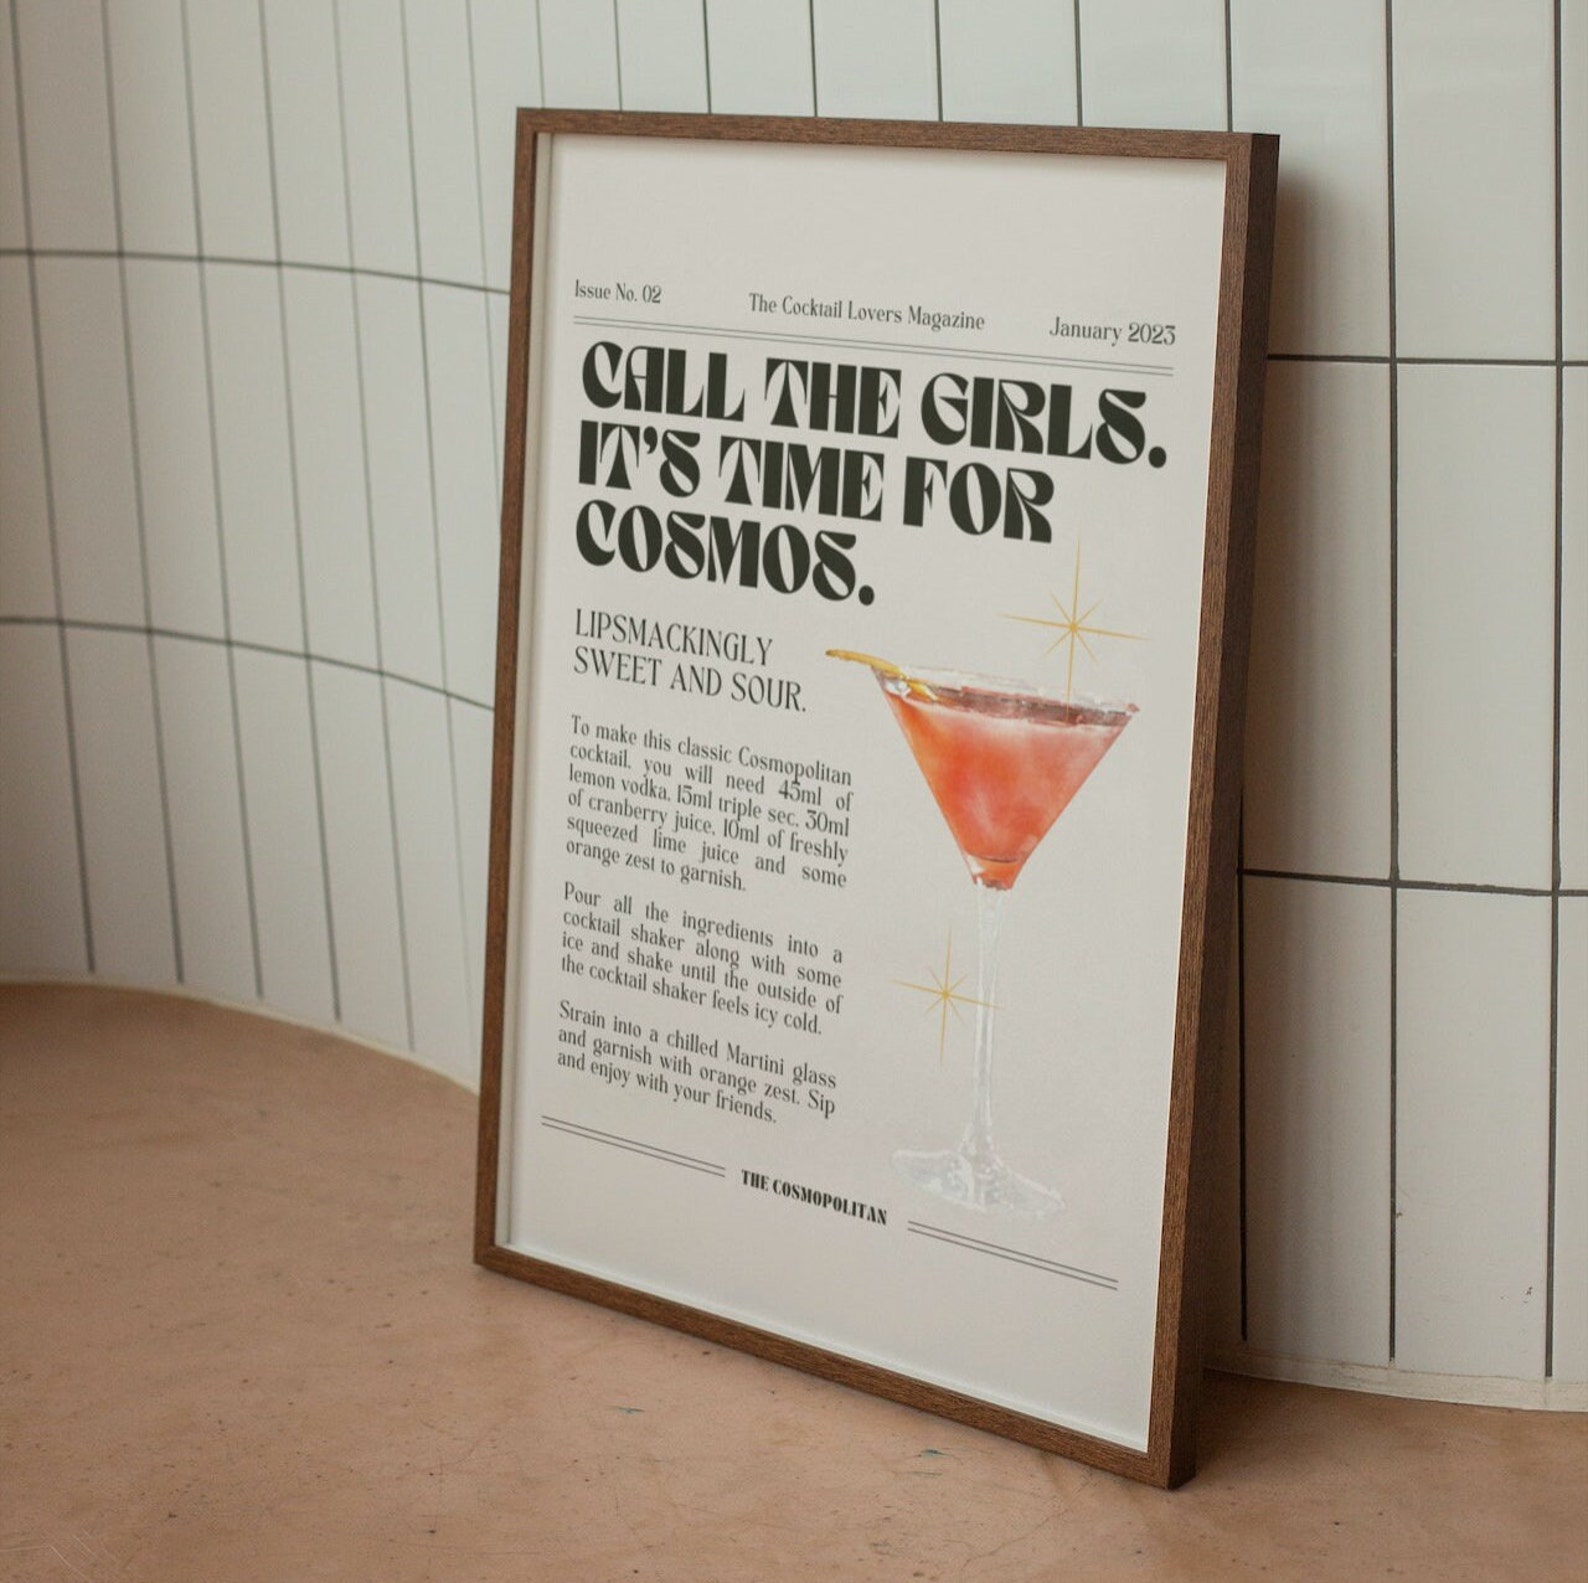 Issue No. 02
The Cocktail Lovers Magazine
January 2023
CALL THE GIRLS.
IT'S TIME FOR
COSMOS.
LIPSMACKINGLY
SWEET AND SOUR.
To make this classic Cosmopolitan
cocktail, you will need 45ml of
lemon vodka, 15ml triple sec, 30ml
of cranberry juice, 10ml of freshly
squeezed lime juice and some
orange zest to garnish.
Pour all the ingredients into a
cocktail shaker along with some
ice and shake until the outside of
the cocktail shaker feels icy cold.
Strain into a chilled Martini glass
and garnish with orange zest. Sip
and enjoy with your friends.
THE COSMOPOLITAN